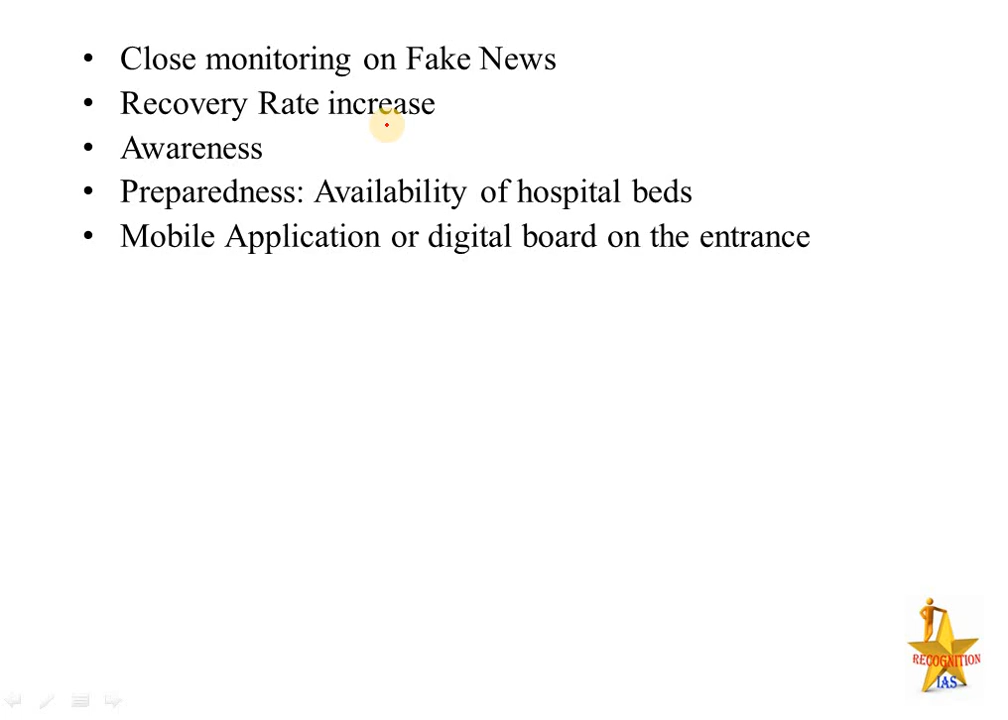 • Close monitoring on Fake News
• Recovery Rate increase
• Awareness
• Preparedness: Availability of hospital beds
• Mobile Application or digital board on the entrance
RECOGNITION
IAS